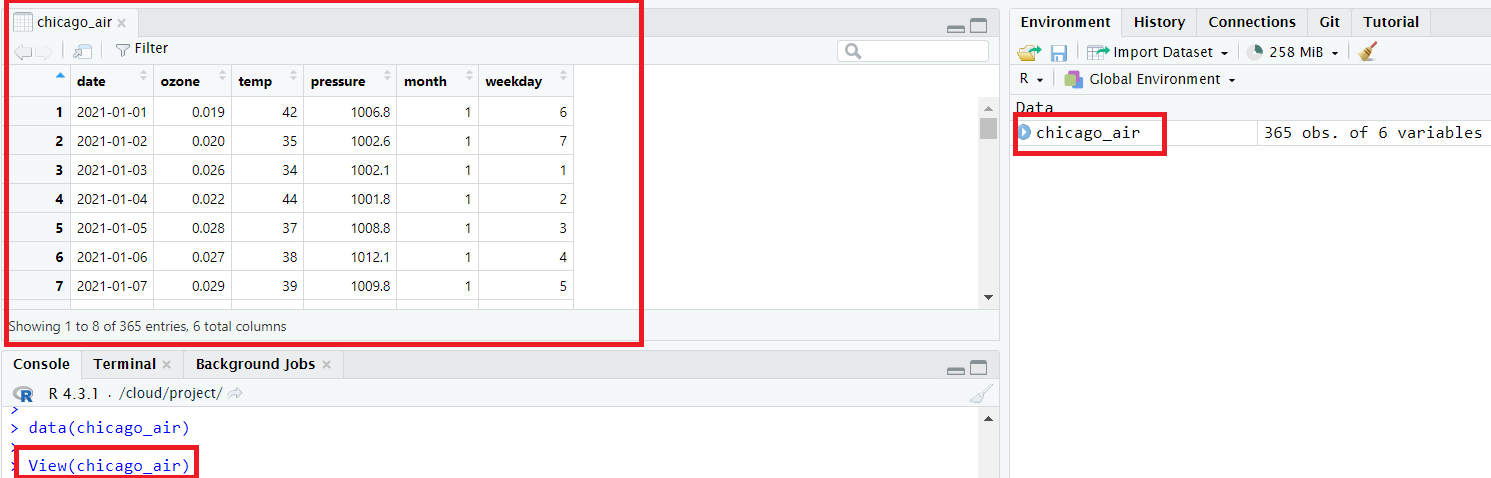 chicago_air
Filter
date ozone temp pressure month weekday
1 2021-01-01 0.019 42 1006.8 1 6
2 2021-01-02 0.020 35 1002.6 1 7
3 2021-01-03 0.026 34 1002.1 1 1
4 2021-01-04 0.022 44 1001.8 1 2
5 2021-01-05 0.028 37 1008.8 1 3
6 2021-01-06 0.027 38 1012.1 1 4
7 2021-01-07 0.029 39 1009.8 1 5
Showing 1 to 8 of 365 entries, 6 total columns
Console Terminal Background Jobs
R R 4.3.1 . /cloud/project/
>
> data(chicago_air)
>
> View(chicago_air)
Environment History Connections Git Tutorial
Import Dataset 258 MiB
R Global Environment
Data
chicago_air 365 obs. of 6 variables